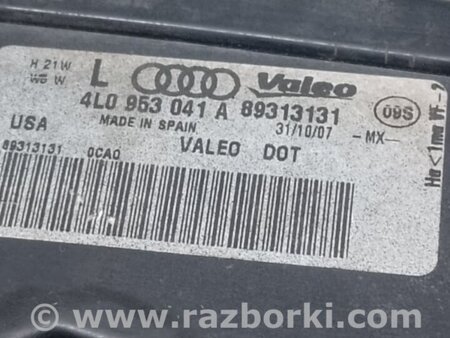 H 21W
W5 W
L Valeo
4L0 953 041 A 89313131
09S
USA MADE IN SPAIN 31/10/07 -MX-
89313131 0CA0 VALEO DOT
www.razborki.com